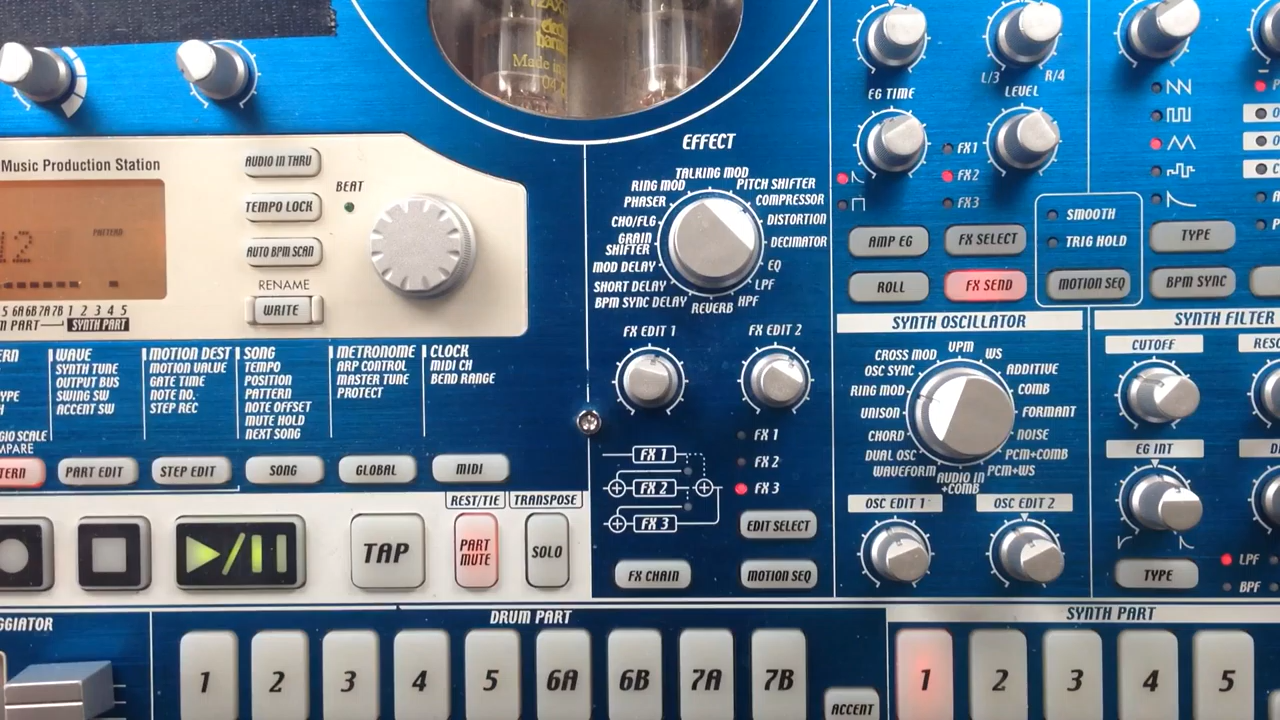 Made in
EG TIME
L/3
LEVEL
R/4
FX1
FX2
FX3
AMP EG
FX SELECT
ROLL
FX SEND
SMOOTH
TRIG HOLD
MOTION SEQ
TYPE
BPM SYNC
Music Production Station
AUDIO IN THRU
TEMPO LOCK
AUTO BPM SCAN
RENAME
WRITE
BEAT
PATTERN
5 6A 6B 7A 7B 1 2 3 4 5
M PART
SYNTH PART
EFFECT
TALKING MOD
RING MOD
PITCH SHIFTER
PHASER
COMPRESSOR
CHO/FLG
DISTORTION
GRAIN
SHIFTER
DECIMATOR
MOD DELAY
EQ
SHORT DELAY
LPF
BPM SYNC DELAY
HPF
REVERB
FX EDIT 1
FX EDIT 2
FX 1
FX 2
FX 3
FX 1
FX 2
FX 3
EDIT SELECT
FX CHAIN
MOTION SEQ
SYNTH OSCILLATOR
VPM
CROSS MOD
WS
OSC SYNC
ADDITIVE
RING MOD
COMB
UNISON
FORMANT
CHORD
NOISE
DUAL OSC
PCM+COMB
WAVEFORM
PCM+WS
AUDIO IN
+COMB
OSC EDIT 1
OSC EDIT 2
SYNTH FILTER
CUTOFF
EG INT
TYPE
LPF
BPF
WAVE
SYNTH TUNE
OUTPUT BUS
SWING SW
ACCENT SW
MOTION DEST
MOTION VALUE
GATE TIME
NOTE NO.
STEP REC
SONG
TEMPO
POSITION
PATTERN
NOTE OFFSET
MUTE HOLD
NEXT SONG
METRONOME
ARP CONTROL
MASTER TUNE
PROTECT
CLOCK
MIDI CH
BEND RANGE
PART EDIT
STEP EDIT
SONG
GLOBAL
MIDI
REST/TIE
TRANSPOSE
TAP
PART
MUTE
SOLO
DRUM PART
SYNTH PART
1
2
3
4
5
6A
6B
7A
7B
ACCENT
1
2
3
4
5